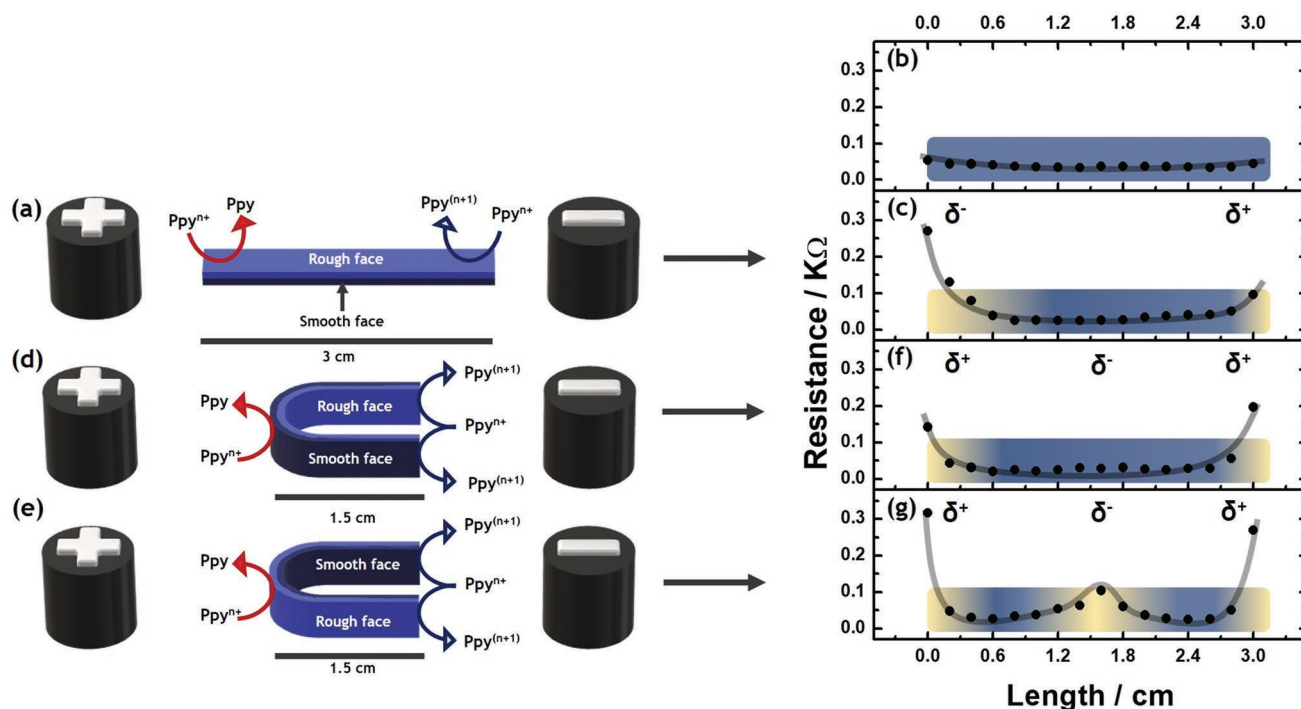 (a)
Ppyⁿ⁺
Ppy
Ppy⁽ⁿ⁺¹⁾
Ppyⁿ⁺
Rough face
Smooth face
3 cm
(d)
Ppy
Ppyⁿ⁺
Rough face
Smooth face
Ppy⁽ⁿ⁺¹⁾
Ppyⁿ⁺
Ppy⁽ⁿ⁺¹⁾
1.5 cm
(e)
Ppy
Ppyⁿ⁺
Smooth face
Rough face
Ppy⁽ⁿ⁺¹⁾
Ppyⁿ⁺
Ppy⁽ⁿ⁺¹⁾
1.5 cm
0.0 0.6 1.2 1.8 2.4 3.0
(b)
0.3
0.2
0.1
0.0
(c) δ⁻ δ⁺
0.3
0.2
0.1
0.0
(f) δ⁺ δ⁻ δ⁺
0.3
0.2
0.1
0.0
(g) δ⁺ δ⁻ δ⁺
0.3
0.2
0.1
0.0
Resistance / KΩ
0.0 0.6 1.2 1.8 2.4 3.0
Length / cm